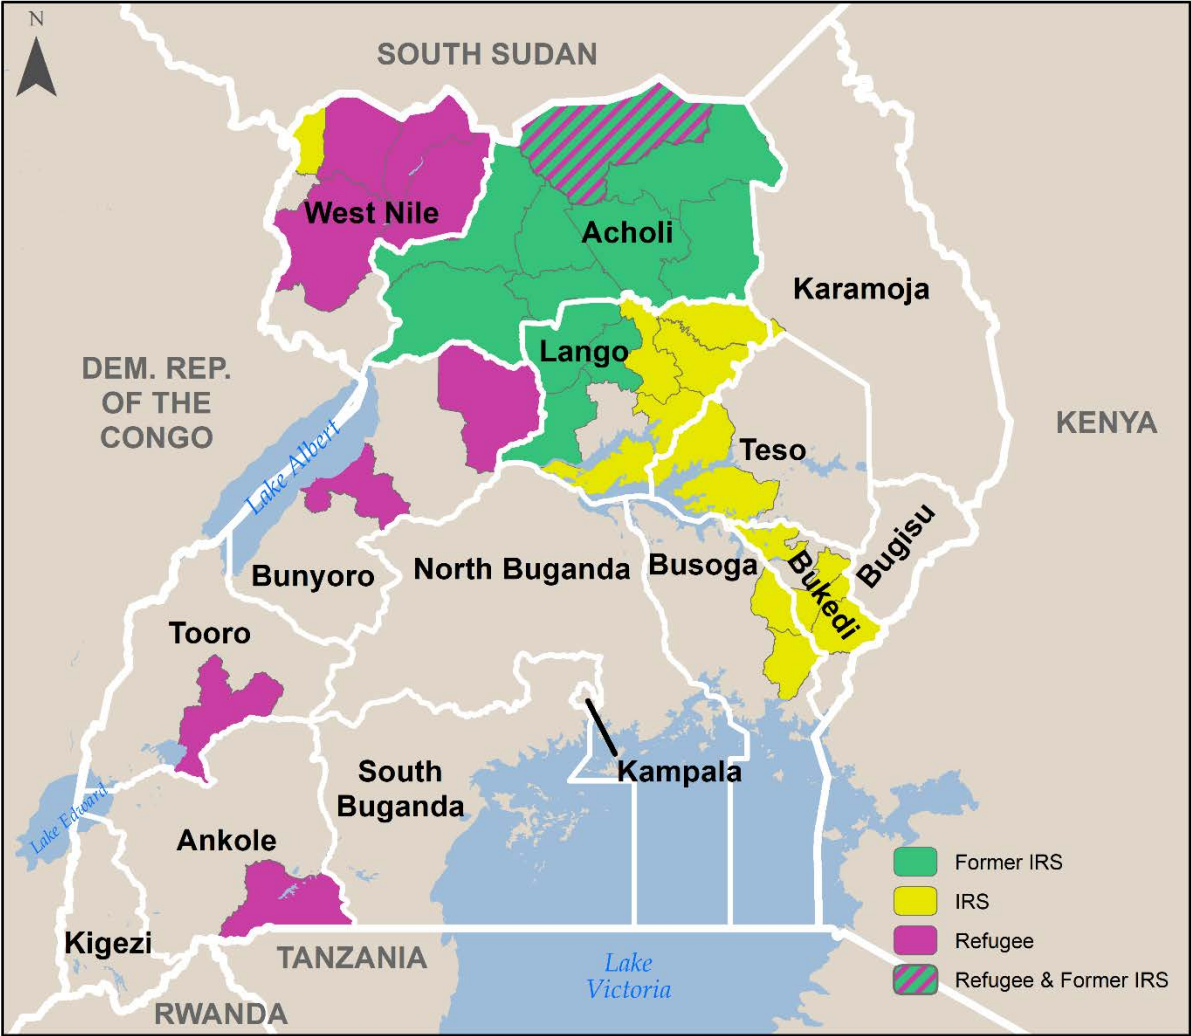 N
SOUTH SUDAN
West Nile
Acholi
Karamoja
Lango
DEM. REP.
OF THE
CONGO
KENYA
Lake Albert
Teso
Bugisu
North Buganda
Busoga
Bukedi
Bunyoro
Tooro
South
Buganda
Kampala
Lake Edward
Ankole
Former IRS
IRS
Refugee
Refugee & Former IRS
Kigezi
TANZANIA
Lake
Victoria
RWANDA